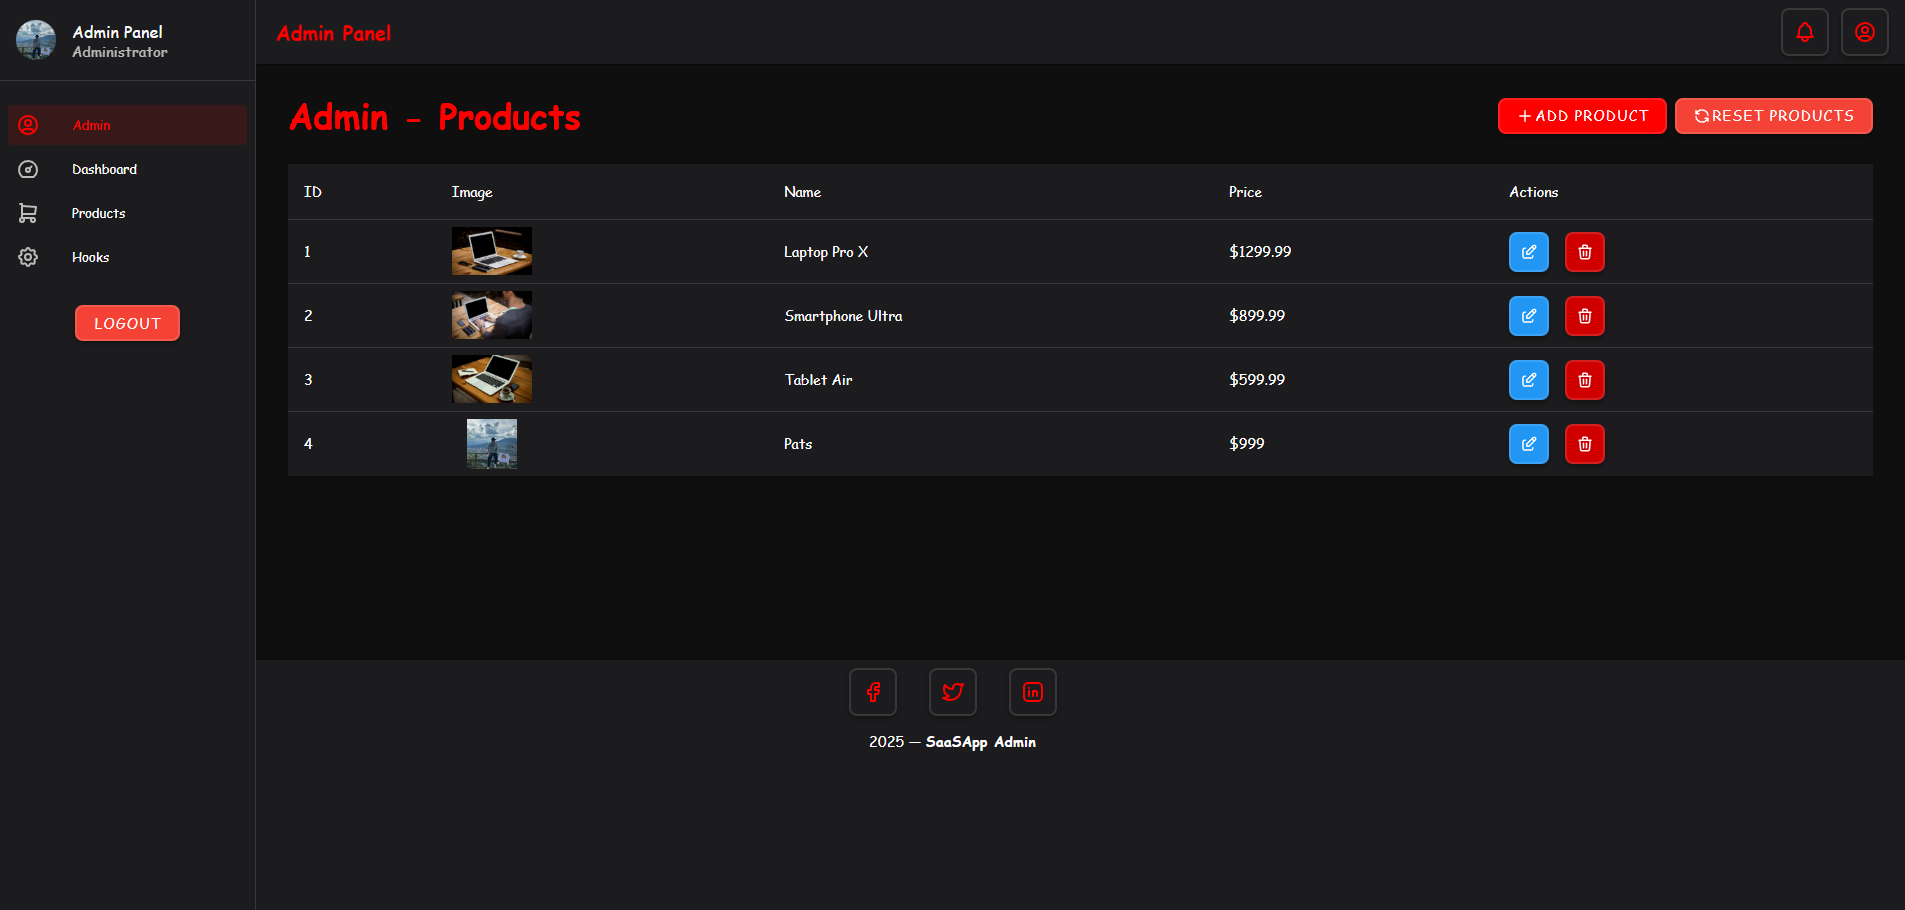 Admin Panel
Administrator
Admin
Dashboard
Products
Hooks
LOGOUT
Admin Panel
Admin - Products
ADD PRODUCT
RESET PRODUCTS
ID Image Name Price Actions
1 Laptop Pro X $1299.99
2 Smartphone Ultra $899.99
3 Tablet Air $599.99
4 Pats $999
2025 — SaaSApp Admin